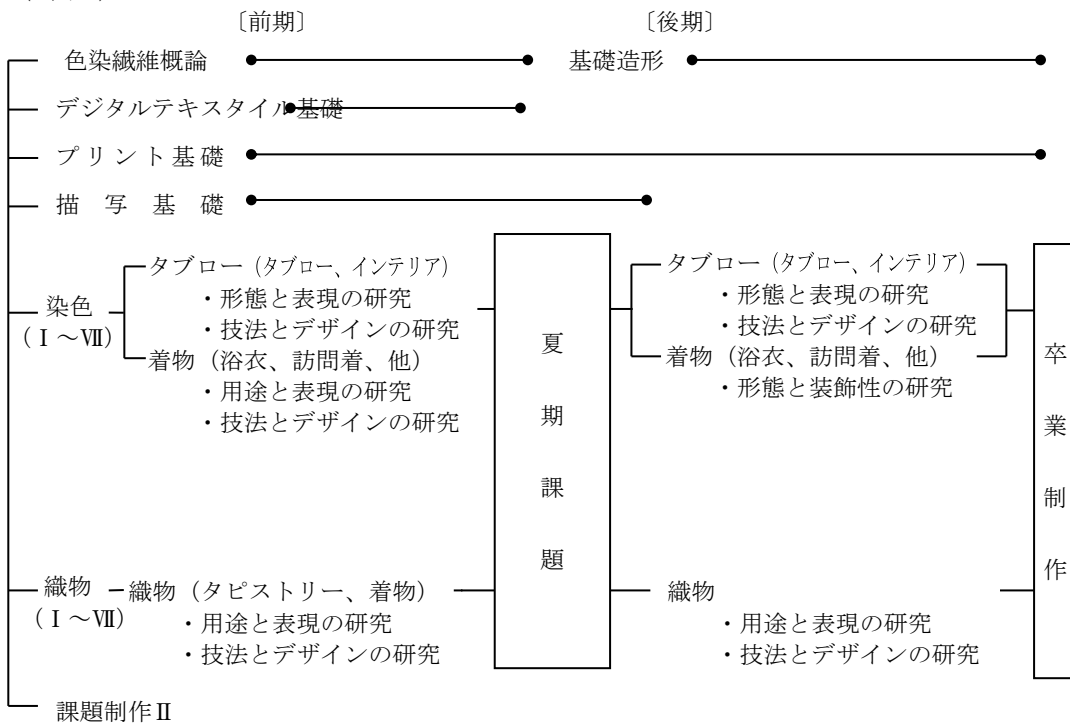 〔前期〕 〔後期〕
色染繊維概論 基礎造形
デジタルテキスタイル基礎
プリント基礎
描写基礎
タブロー（タブロー、インテリア）
・形態と表現の研究
・技法とデザインの研究
染色
（Ⅰ～Ⅶ）
着物（浴衣、訪問着、他）
・用途と表現の研究
・技法とデザインの研究
夏期課題
タブロー（タブロー、インテリア）
・形態と表現の研究
・技法とデザインの研究
着物（浴衣、訪問着、他）
・形態と装飾性の研究
卒業制作
織物
（Ⅰ～Ⅶ）
織物（タピストリー、着物）
・用途と表現の研究
・技法とデザインの研究
織物
・用途と表現の研究
・技法とデザインの研究
課題制作Ⅱ